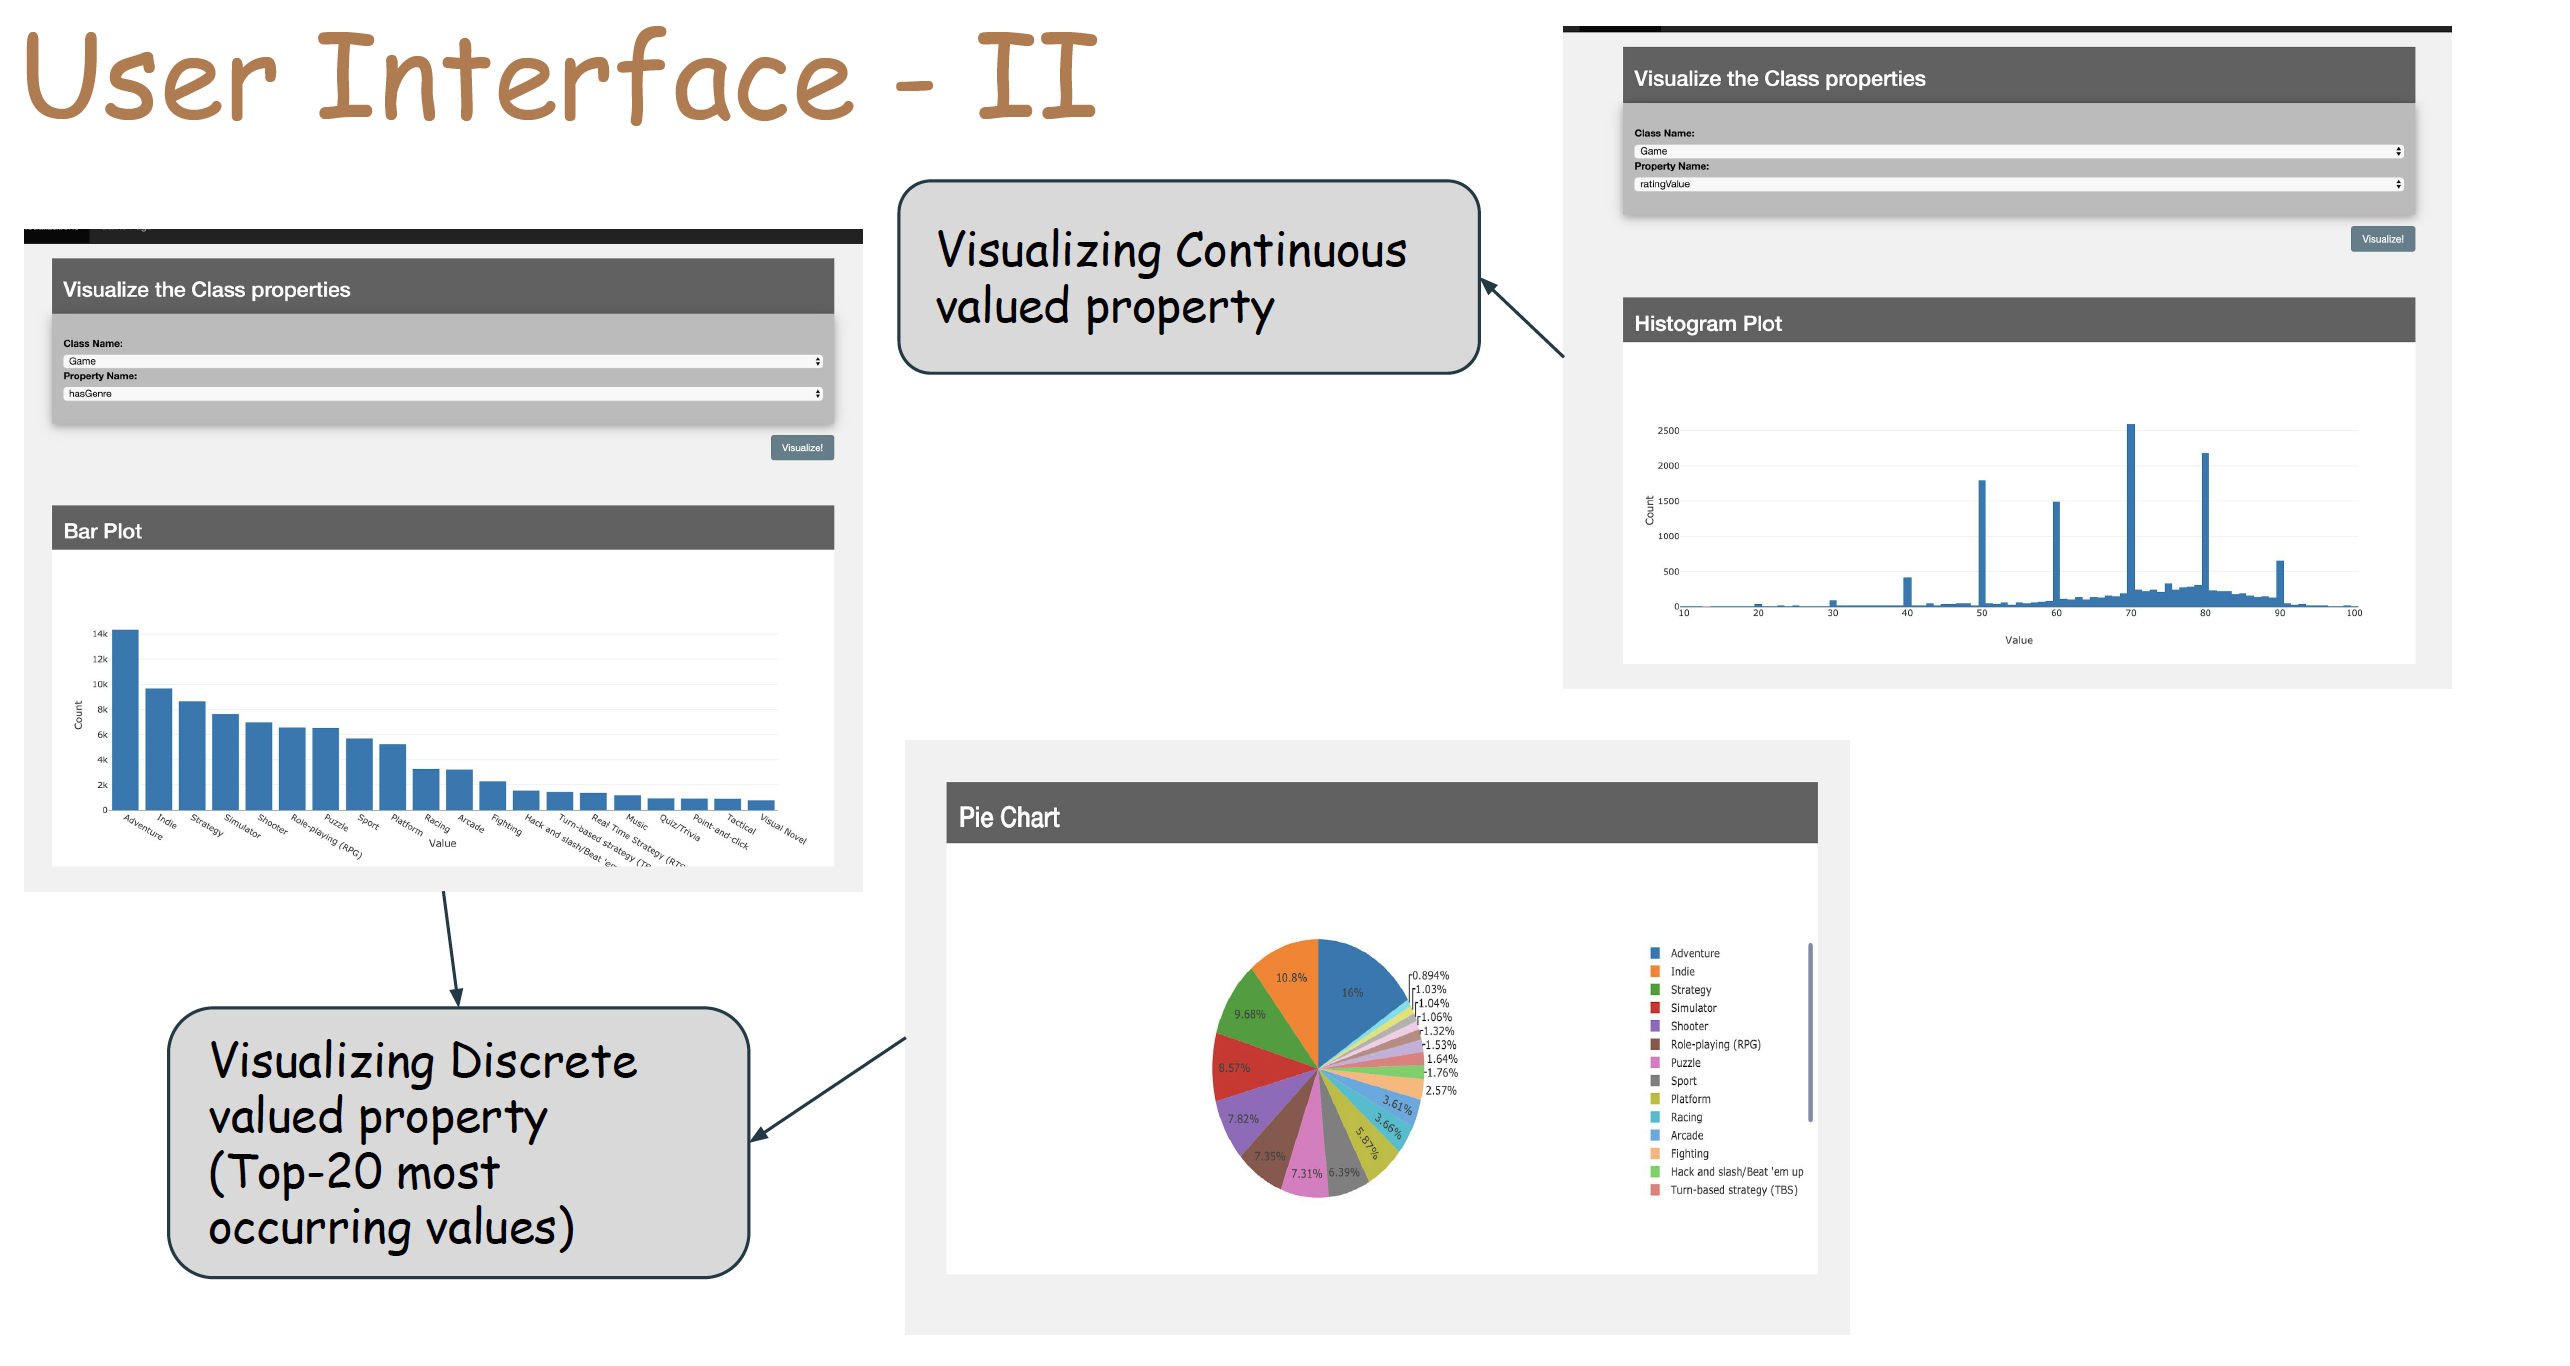 User Interface - II
Visualize the Class properties
Class Name:
Game
Property Name:
hasGenre
Visualize!
Bar Plot
14k
12k
10k
8k
6k
4k
2k
0
Count
Adventure
Indie
Strategy
Simulator
Shooter
Role-playing (RPG)
Puzzle
Sport
Platform
Racing
Arcade
Fighting
Hack and slash/Beat 'em
Turn-based strategy
Real Time Strategy
Music
Quiz/Trivia
Point-and-click
Tactical
Visual Novel
Value
Visualizing Continuous
valued property
Visualize the Class properties
Class Name:
Game
Property Name:
ratingValue
Visualize!
Histogram Plot
2500
2000
1500
1000
500
0
Count
10 20 30 40 50 60 70 80 90 100
Value
Visualizing Discrete
valued property
(Top-20 most
occurring values)
Pie Chart
16%
10.8%
9.68%
8.57%
7.82%
7.35%
7.31%
6.39%
5.87%
3.66%
3.61%
2.57%
1.76%
1.64%
1.53%
1.32%
1.06%
1.04%
1.03%
0.894%
Adventure
Indie
Strategy
Simulator
Shooter
Role-playing (RPG)
Puzzle
Sport
Platform
Racing
Arcade
Fighting
Hack and slash/Beat 'em up
Turn-based strategy (TBS)